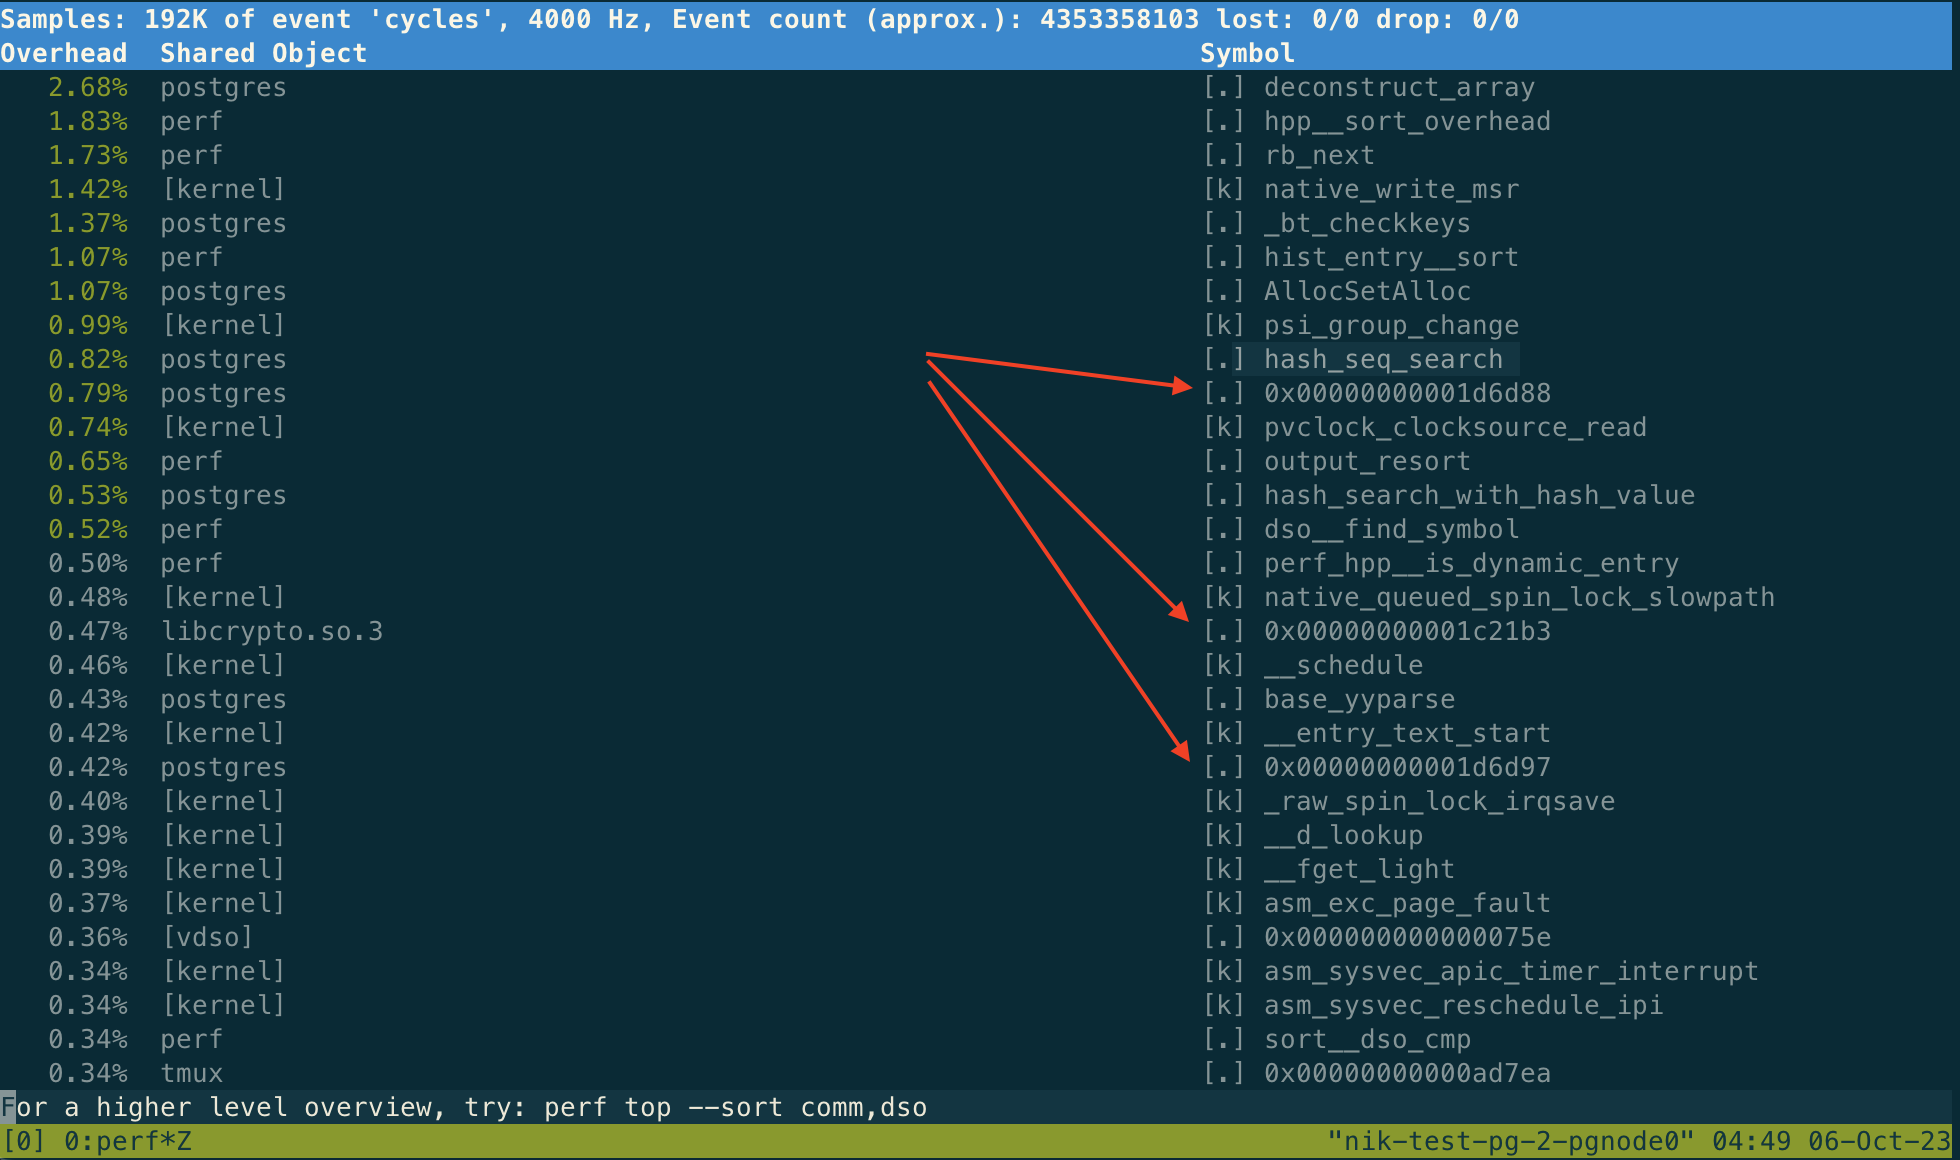 Samples: 192K of event 'cycles', 4000 Hz, Event count (approx.): 4353358103 lost: 0/0 drop: 0/0
Overhead  Shared Object  Symbol
2.68%  postgres  [.] deconstruct_array
1.83%  perf  [.] hpp__sort_overhead
1.73%  perf  [.] rb_next
1.42%  [kernel]  [k] native_write_msr
1.37%  postgres  [.] _bt_checkkeys
1.07%  perf  [.] hist_entry__sort
1.07%  postgres  [.] AllocSetAlloc
0.99%  [kernel]  [k] psi_group_change
0.82%  postgres  [.] hash_seq_search
0.79%  postgres  [.] 0x00000000001d6d88
0.74%  [kernel]  [k] pvclock_clocksource_read
0.65%  perf  [.] output_resort
0.53%  postgres  [.] hash_search_with_hash_value
0.52%  perf  [.] dso__find_symbol
0.50%  perf  [.] perf_hpp__is_dynamic_entry
0.48%  [kernel]  [k] native_queued_spin_lock_slowpath
0.47%  libcrypto.so.3  [.] 0x00000000001c21b3
0.46%  [kernel]  [k] __schedule
0.43%  postgres  [.] base_yyparse
0.42%  [kernel]  [k] __entry_text_start
0.42%  postgres  [.] 0x00000000001d6d97
0.40%  [kernel]  [k] _raw_spin_lock_irqsave
0.39%  [kernel]  [k] __d_lookup
0.39%  [kernel]  [k] __fget_light
0.37%  [kernel]  [k] asm_exc_page_fault
0.36%  [vdso]  [.] 0x000000000000075e
0.34%  [kernel]  [k] asm_sysvec_apic_timer_interrupt
0.34%  [kernel]  [k] asm_sysvec_reschedule_ipi
0.34%  perf  [.] sort__dso_cmp
0.34%  tmux  [.] 0x00000000000ad7ea
For a higher level overview, try: perf top --sort comm,dso
[0] 0:perf*Z  "nik-test-pg-2-pgnode0" 04:49 06-Oct-23